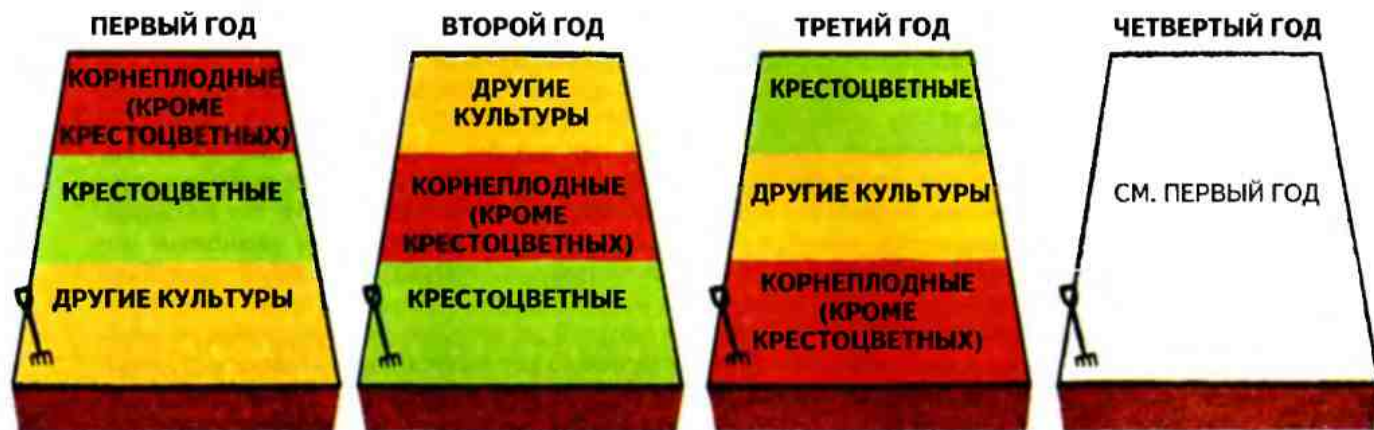 ПЕРВЫЙ ГОД
КОРНЕПЛОДНЫЕ
(КРОМЕ
КРЕСТОЦВЕТНЫХ)
КРЕСТОЦВЕТНЫЕ
ДРУГИЕ КУЛЬТУРЫ
ВТОРОЙ ГОД
ДРУГИЕ
КУЛЬТУРЫ
КОРНЕПЛОДНЫЕ
(КРОМЕ
КРЕСТОЦВЕТНЫХ)
КРЕСТОЦВЕТНЫЕ
ТРЕТИЙ ГОД
КРЕСТОЦВЕТНЫЕ
ДРУГИЕ КУЛЬТУРЫ
КОРНЕПЛОДНЫЕ
(КРОМЕ
КРЕСТОЦВЕТНЫХ)
ЧЕТВЕРТЫЙ ГОД
СМ. ПЕРВЫЙ ГОД